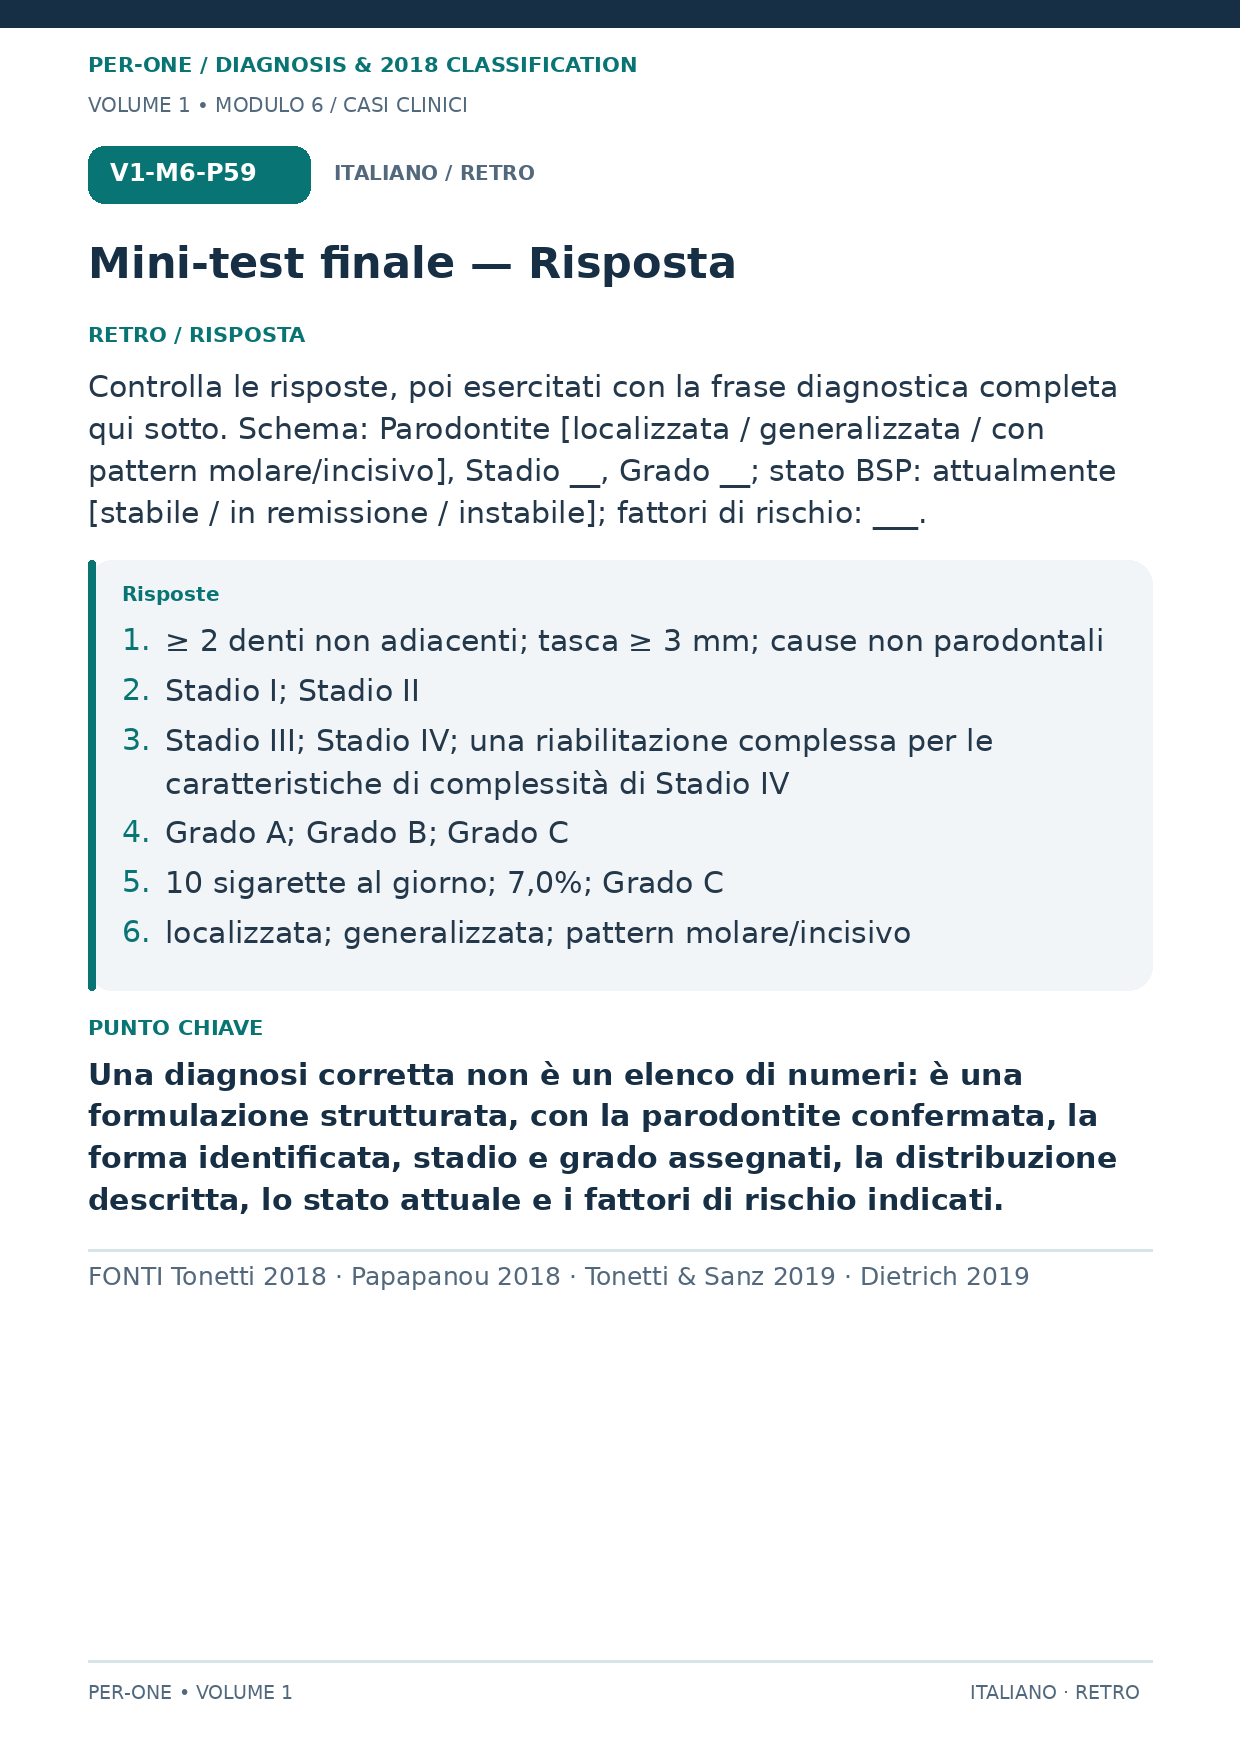 PER-ONE / DIAGNOSIS & 2018 CLASSIFICATION
VOLUME 1 • MODULO 6 / CASI CLINICI
V1-M6-P59
ITALIANO / RETRO
Mini-test finale — Risposta
RETRO / RISPOSTA
Controlla le risposte, poi esercitati con la frase diagnostica completa
qui sotto. Schema: Parodontite [localizzata / generalizzata / con
pattern molare/incisivo], Stadio __, Grado __; stato BSP: attualmente
[stabile / in remissione / instabile]; fattori di rischio: ___.
Risposte
1. ≥ 2 denti non adiacenti; tasca ≥ 3 mm; cause non parodontali
2. Stadio I; Stadio II
3. Stadio III; Stadio IV; una riabilitazione complessa per le
caratteristiche di complessità di Stadio IV
4. Grado A; Grado B; Grado C
5. 10 sigarette al giorno; 7,0%; Grado C
6. localizzata; generalizzata; pattern molare/incisivo
PUNTO CHIAVE
Una diagnosi corretta non è un elenco di numeri: è una
formulazione strutturata, con la parodontite confermata, la
forma identificata, stadio e grado assegnati, la distribuzione
descritta, lo stato attuale e i fattori di rischio indicati.
FONTI Tonetti 2018 · Papapanou 2018 · Tonetti & Sanz 2019 · Dietrich 2019
PER-ONE • VOLUME 1
ITALIANO · RETRO